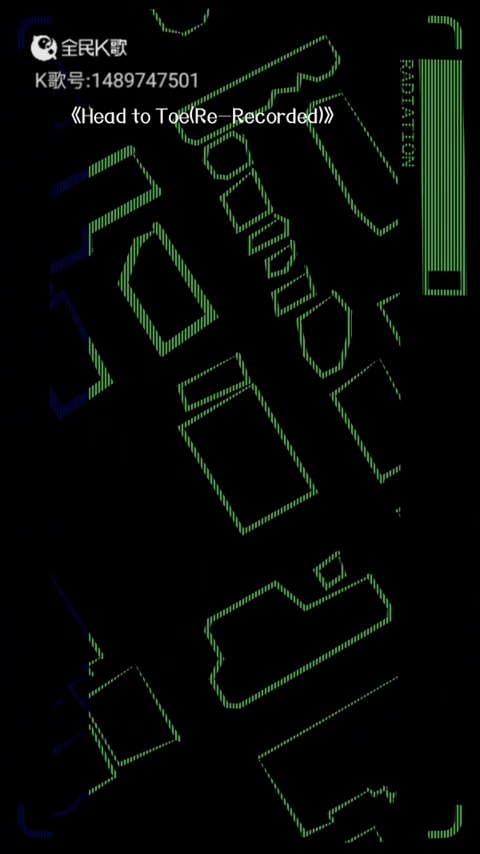 全民K歌
K歌号:1489747501
《Head to Toe(Re-Recorded)》
RADIATION